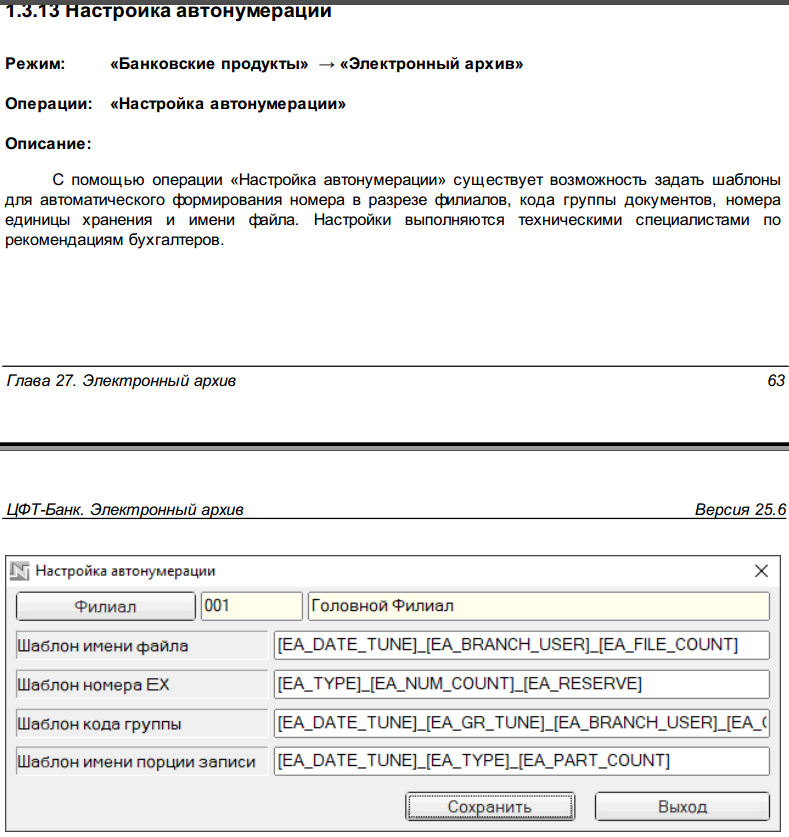 1.3.13 Настройка автонумерации
Режим: «Банковские продукты» → «Электронный архив»
Операции: «Настройка автонумерации»
Описание:
С помощью операции «Настройка автонумерации» существует возможность задать шаблоны
для автоматического формирования номера в разрезе филиалов, кода группы документов, номера
единицы хранения и имени файла. Настройки выполняются техническими специалистами по
рекомендациям бухгалтеров.
Глава 27. Электронный архив 63
ЦФТ-Банк. Электронный архив Версия 25.6
Настройка автонумерации
Филиал 001 Головной Филиал
Шаблон имени файла [EA_DATE_TUNE]_[EA_BRANCH_USER]_[EA_FILE_COUNT]
Шаблон номера ЕХ [EA_TYPE]_[EA_NUM_COUNT]_[EA_RESERVE]
Шаблон кода группы [EA_DATE_TUNE]_[EA_GR_TUNE]_[EA_BRANCH_USER]_[EA_
Шаблон имени порции записи [EA_DATE_TUNE]_[EA_TYPE]_[EA_PART_COUNT]
Сохранить Выход